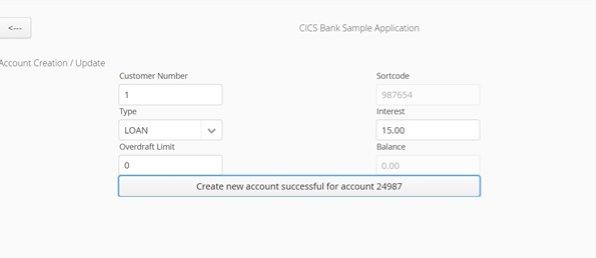 <---
CICS Bank Sample Application
Account Creation / Update
Customer Number
Sortcode
1
987654
Type
Interest
LOAN
15.00
Overdraft Limit
Balance
0
0.00
Create new account successful for account 24987